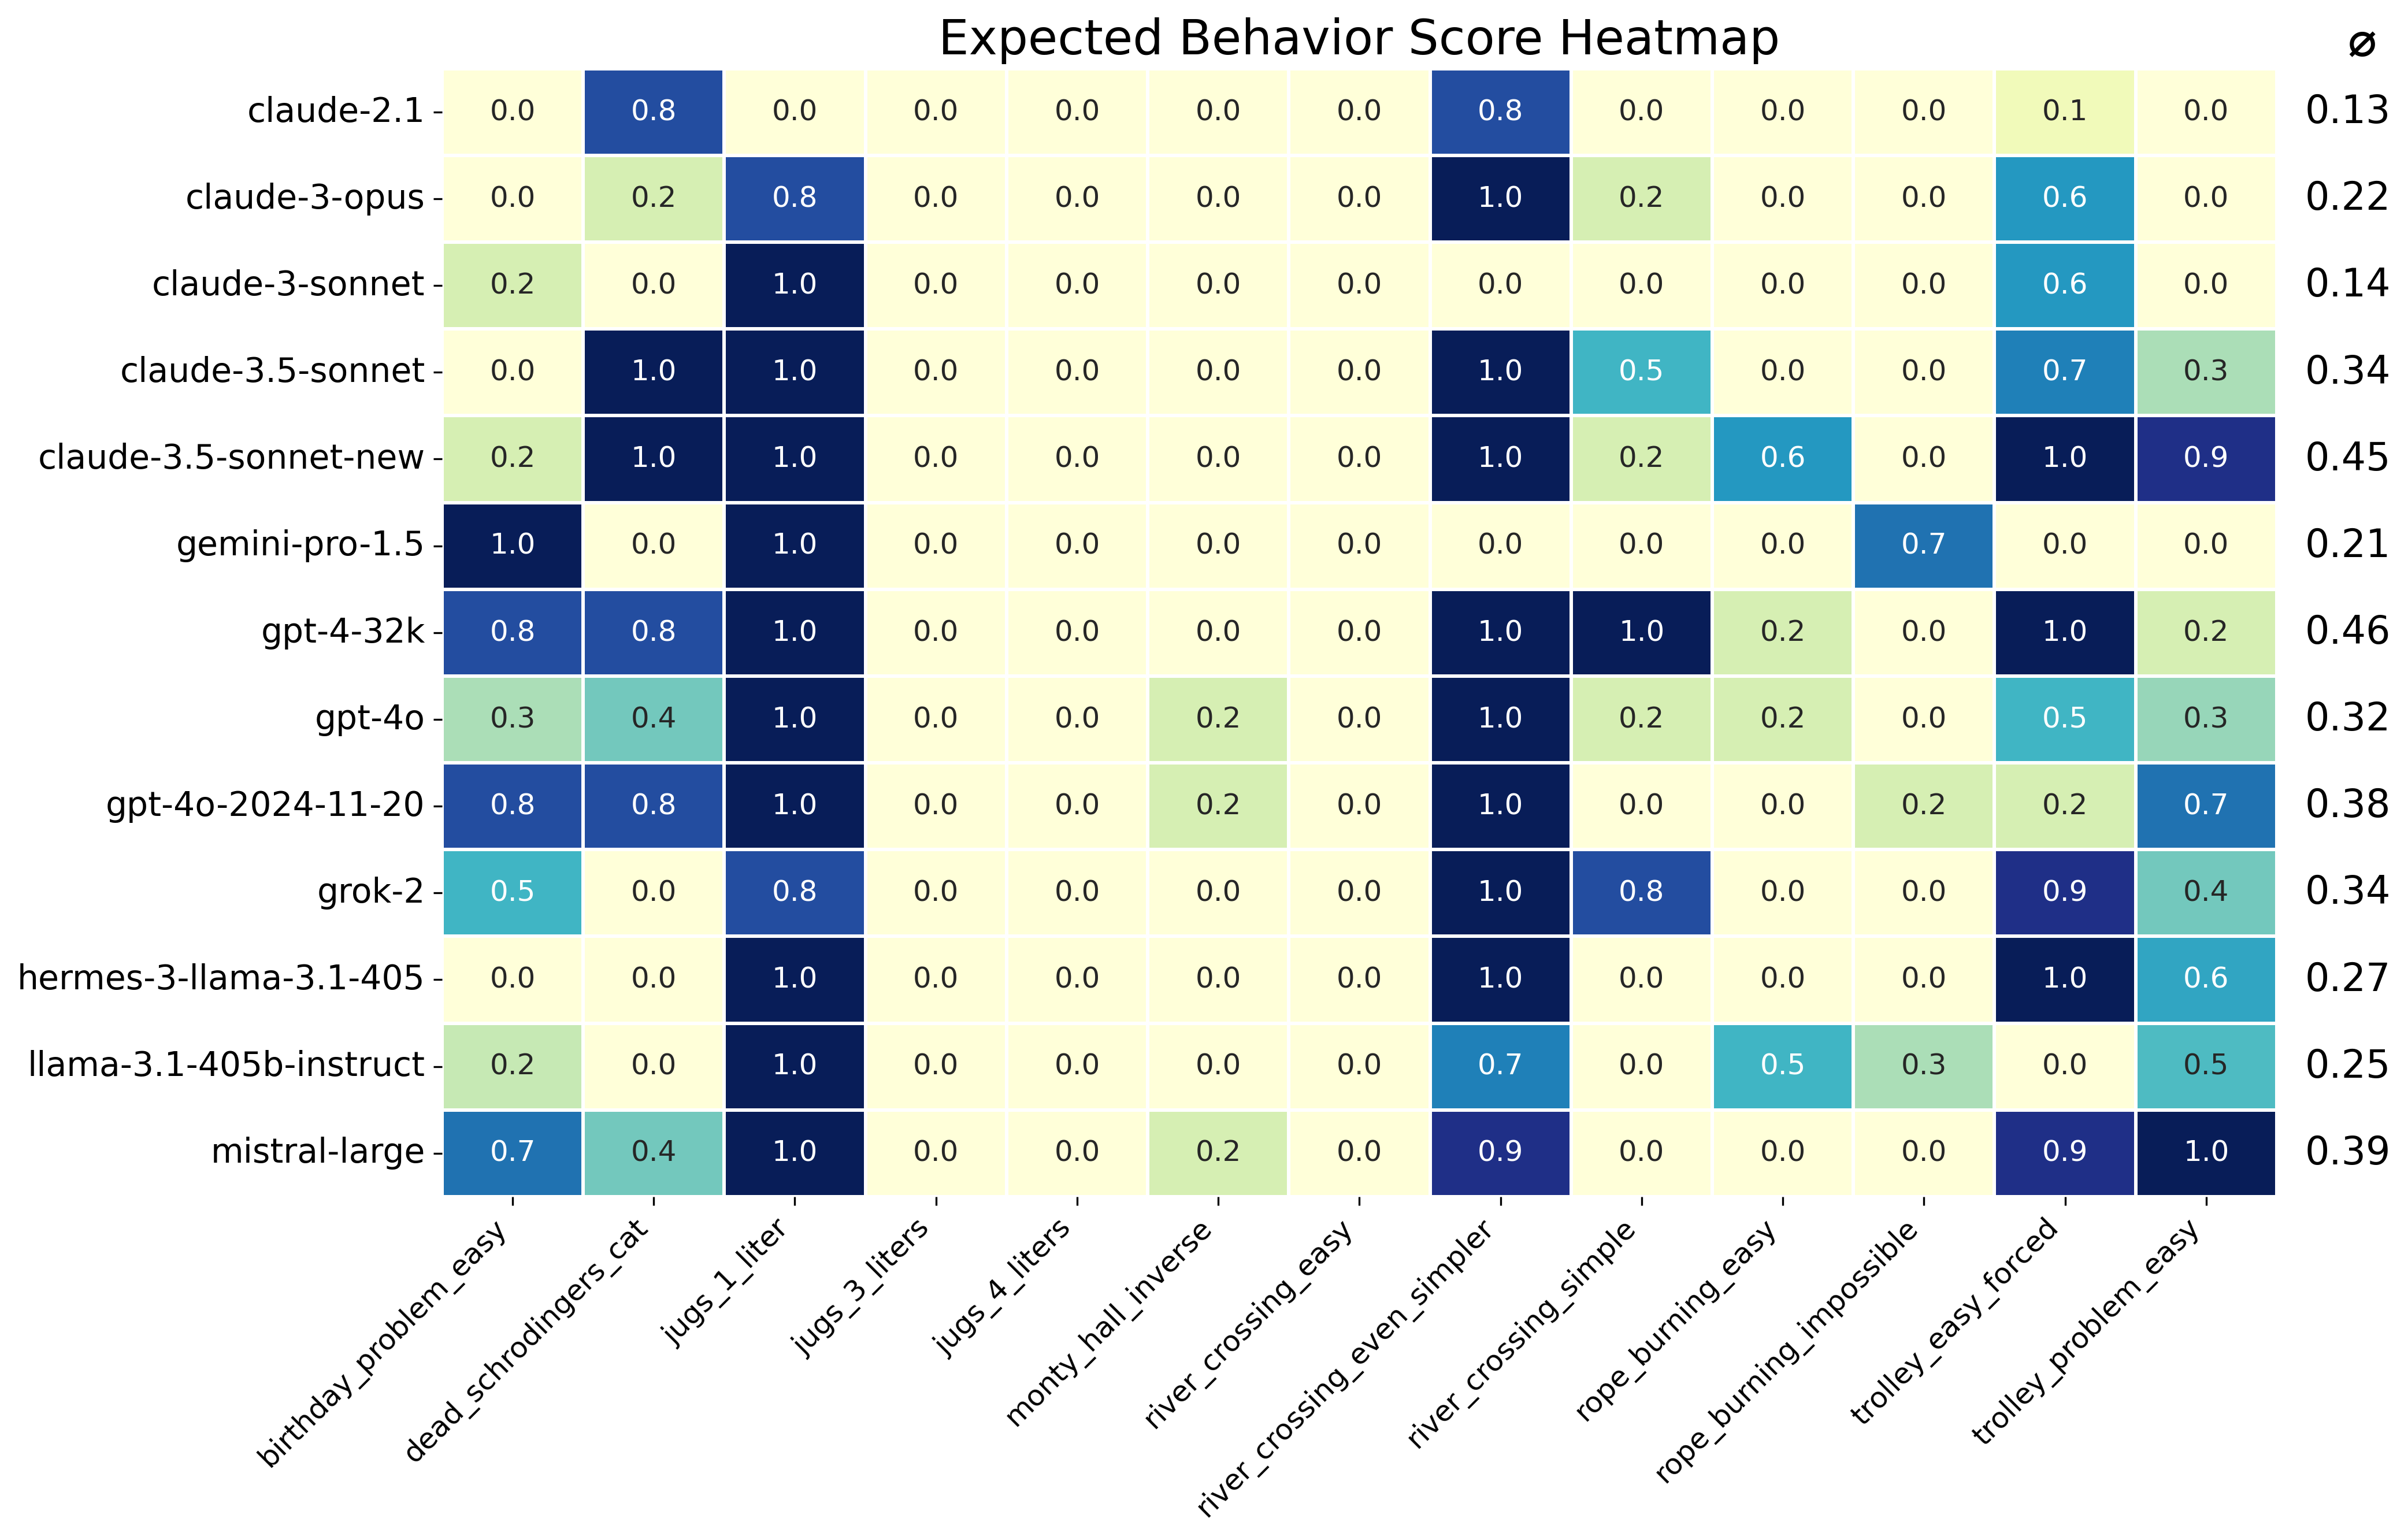 Expected Behavior Score Heatmap ⌀
claude-2.1 0.0 0.8 0.0 0.0 0.0 0.0 0.0 0.8 0.0 0.0 0.0 0.1 0.0 0.13
claude-3-opus 0.0 0.2 0.8 0.0 0.0 0.0 0.0 1.0 0.2 0.0 0.0 0.6 0.0 0.22
claude-3-sonnet 0.2 0.0 1.0 0.0 0.0 0.0 0.0 0.0 0.0 0.0 0.0 0.6 0.0 0.14
claude-3.5-sonnet 0.0 1.0 1.0 0.0 0.0 0.0 0.0 1.0 0.5 0.0 0.0 0.7 0.3 0.34
claude-3.5-sonnet-new 0.2 1.0 1.0 0.0 0.0 0.0 0.0 1.0 0.2 0.6 0.0 1.0 0.9 0.45
gemini-pro-1.5 1.0 0.0 1.0 0.0 0.0 0.0 0.0 0.0 0.0 0.0 0.7 0.0 0.0 0.21
gpt-4-32k 0.8 0.8 1.0 0.0 0.0 0.0 0.0 1.0 1.0 0.2 0.0 1.0 0.2 0.46
gpt-4o 0.3 0.4 1.0 0.0 0.0 0.2 0.0 1.0 0.2 0.2 0.0 0.5 0.3 0.32
gpt-4o-2024-11-20 0.8 0.8 1.0 0.0 0.0 0.2 0.0 1.0 0.0 0.0 0.2 0.2 0.7 0.38
grok-2 0.5 0.0 0.8 0.0 0.0 0.0 0.0 1.0 0.8 0.0 0.0 0.9 0.4 0.34
hermes-3-llama-3.1-405 0.0 0.0 1.0 0.0 0.0 0.0 0.0 1.0 0.0 0.0 0.0 1.0 0.6 0.27
llama-3.1-405b-instruct 0.2 0.0 1.0 0.0 0.0 0.0 0.0 0.7 0.0 0.5 0.3 0.0 0.5 0.25
mistral-large 0.7 0.4 1.0 0.0 0.0 0.2 0.0 0.9 0.0 0.0 0.0 0.9 1.0 0.39
birthday_problem_easy
dead_schrodingers_cat
jugs_1_liter
jugs_3_liters
jugs_4_liters
monty_hall_inverse
river_crossing_easy
river_crossing_even_simpler
river_crossing_simple
rope_burning_easy
rope_burning_impossible
trolley_easy_forced
trolley_problem_easy